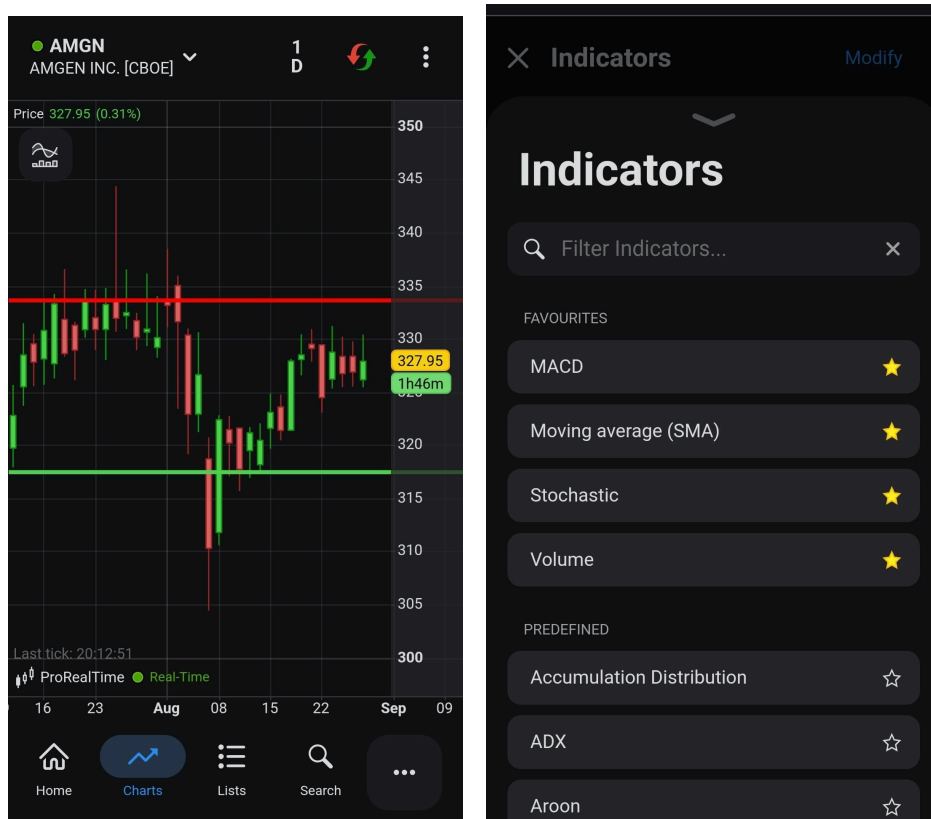 AMGN
AMGEN INC. [CBOE]
1
D
Price 327.95 (0.31%)
350
345
340
335
330
327.95
1h46m
320
315
310
305
300
Last tick: 20:12:51
ProRealTime Real-Time
16 23 Aug 08 15 22 Sep 09
Home Charts Lists Search
Indicators Modify
Indicators
Filter Indicators...
FAVOURITES
MACD
Moving average (SMA)
Stochastic
Volume
PREDEFINED
Accumulation Distribution
ADX
Aroon